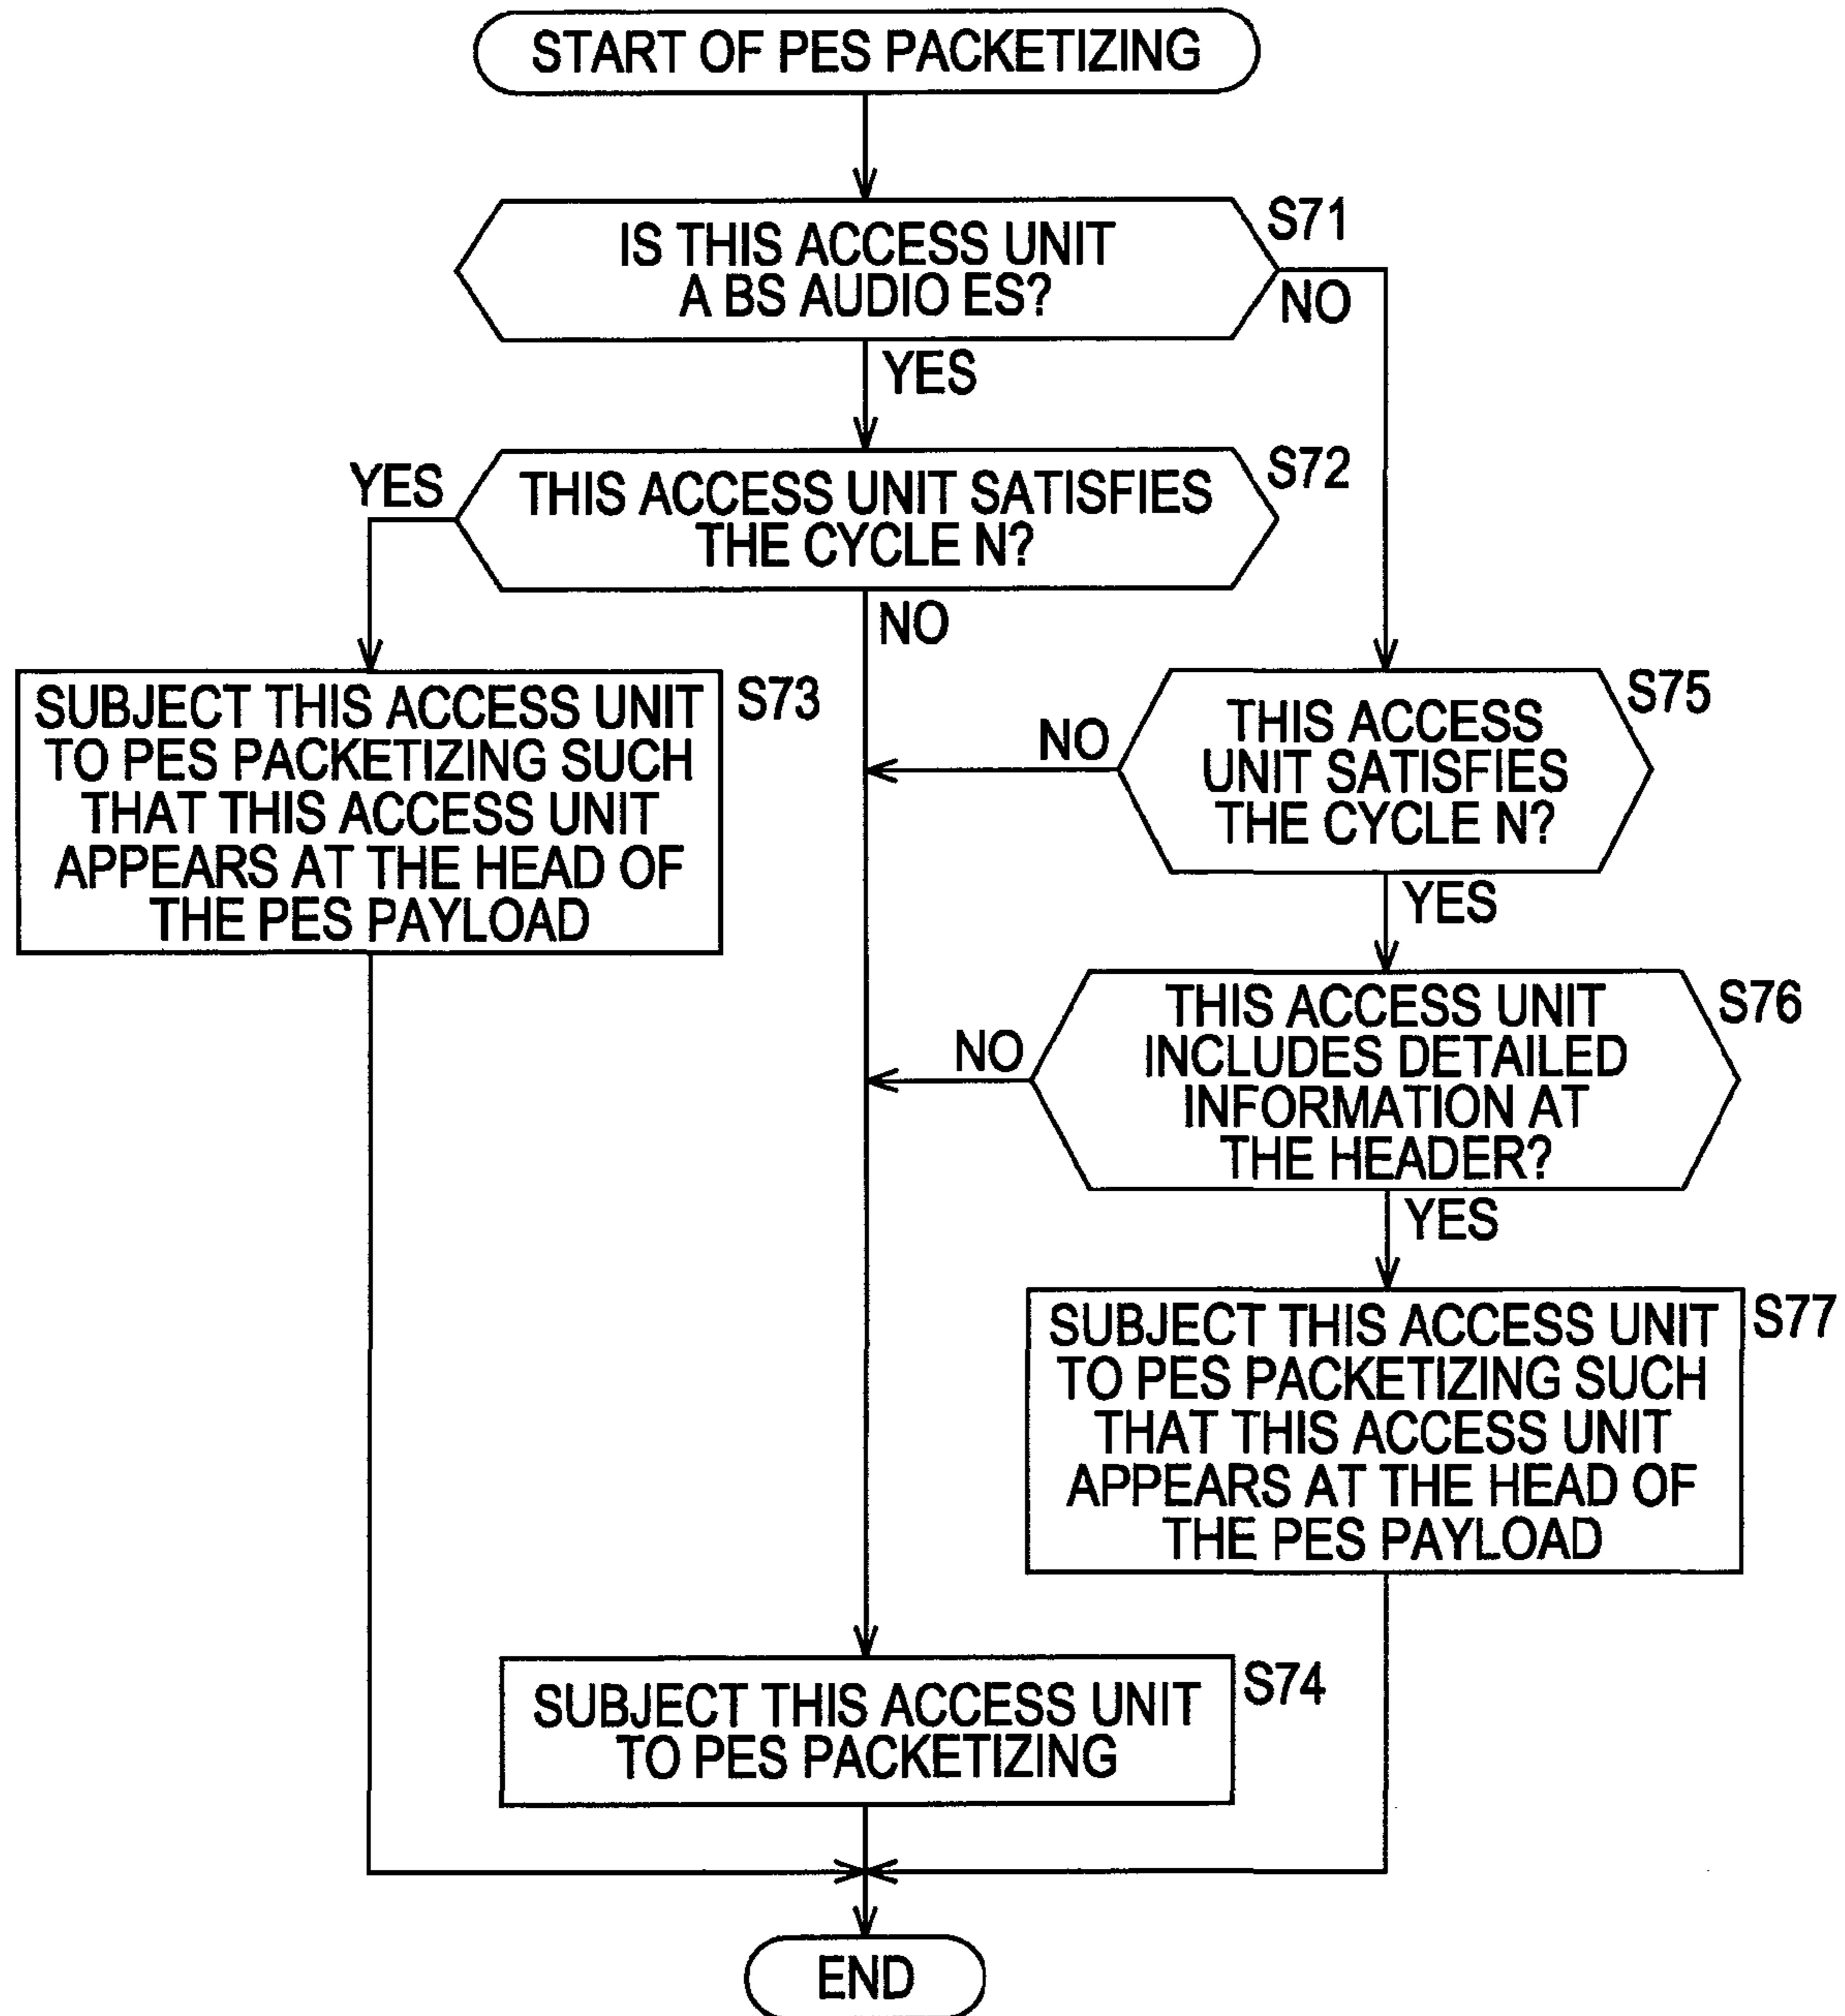 START OF PES PACKETIZING
IS THIS ACCESS UNIT
A BS AUDIO ES?
S71
NO
YES
THIS ACCESS UNIT SATISFIES
THE CYCLE N?
S72
YES
NO
SUBJECT THIS ACCESS UNIT
TO PES PACKETIZING SUCH
THAT THIS ACCESS UNIT
APPEARS AT THE HEAD OF
THE PES PAYLOAD
S73
THIS ACCESS
UNIT SATISFIES
THE CYCLE N?
S75
NO
YES
THIS ACCESS UNIT
INCLUDES DETAILED
INFORMATION AT
THE HEADER?
S76
NO
YES
SUBJECT THIS ACCESS UNIT
TO PES PACKETIZING SUCH
THAT THIS ACCESS UNIT
APPEARS AT THE HEAD OF
THE PES PAYLOAD
S77
SUBJECT THIS ACCESS UNIT
TO PES PACKETIZING
S74
END